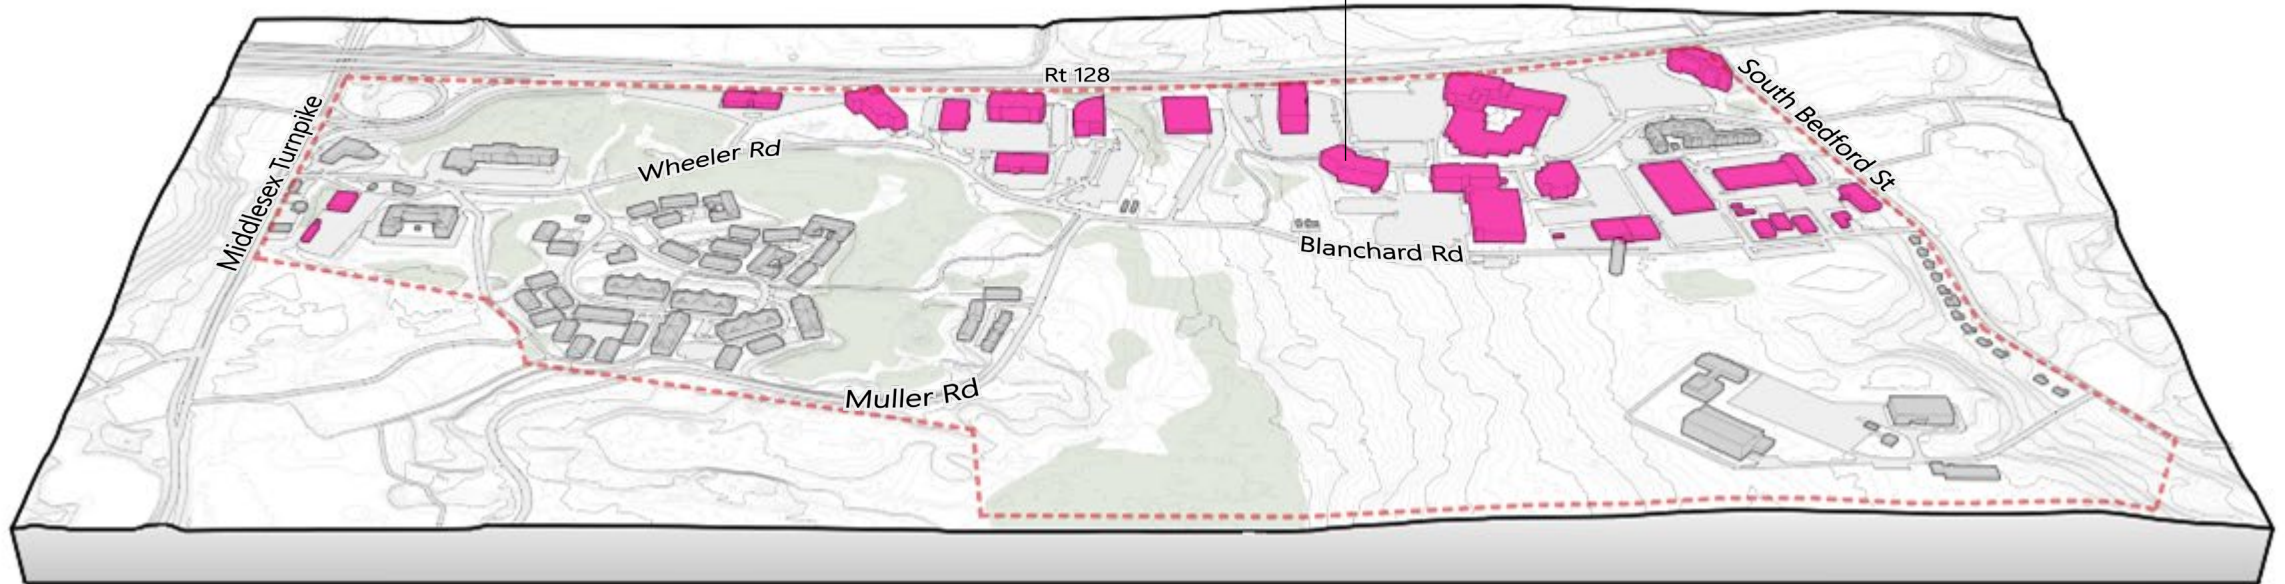 Rt 128
South Bedford St
Middlesex Turnpike
Wheeler Rd
Blanchard Rd
Muller Rd